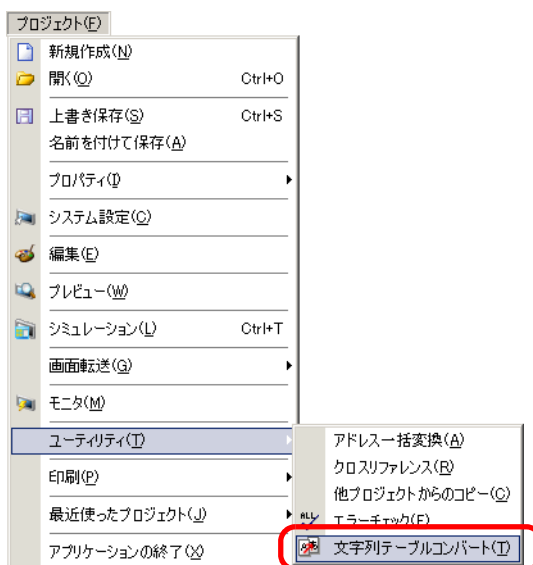 プロジェクト(F)
新規作成(N)
開く(O) Ctrl+O
上書き保存(S) Ctrl+S
名前を付けて保存(A)
プロパティ(I)
システム設定(C)
編集(E)
プレビュー(W)
シミュレーション(L) Ctrl+T
画面転送(G)
モニタ(M)
ユーティリティ(T)
アドレス一括変換(A)
クロスリファレンス(R)
印刷(P)
他プロジェクトからのコピー(C)
最近使ったプロジェクト(J)
ALL エラーチェック(E)
アプリケーションの終了(X)
文字列テーブルコンバート(T)